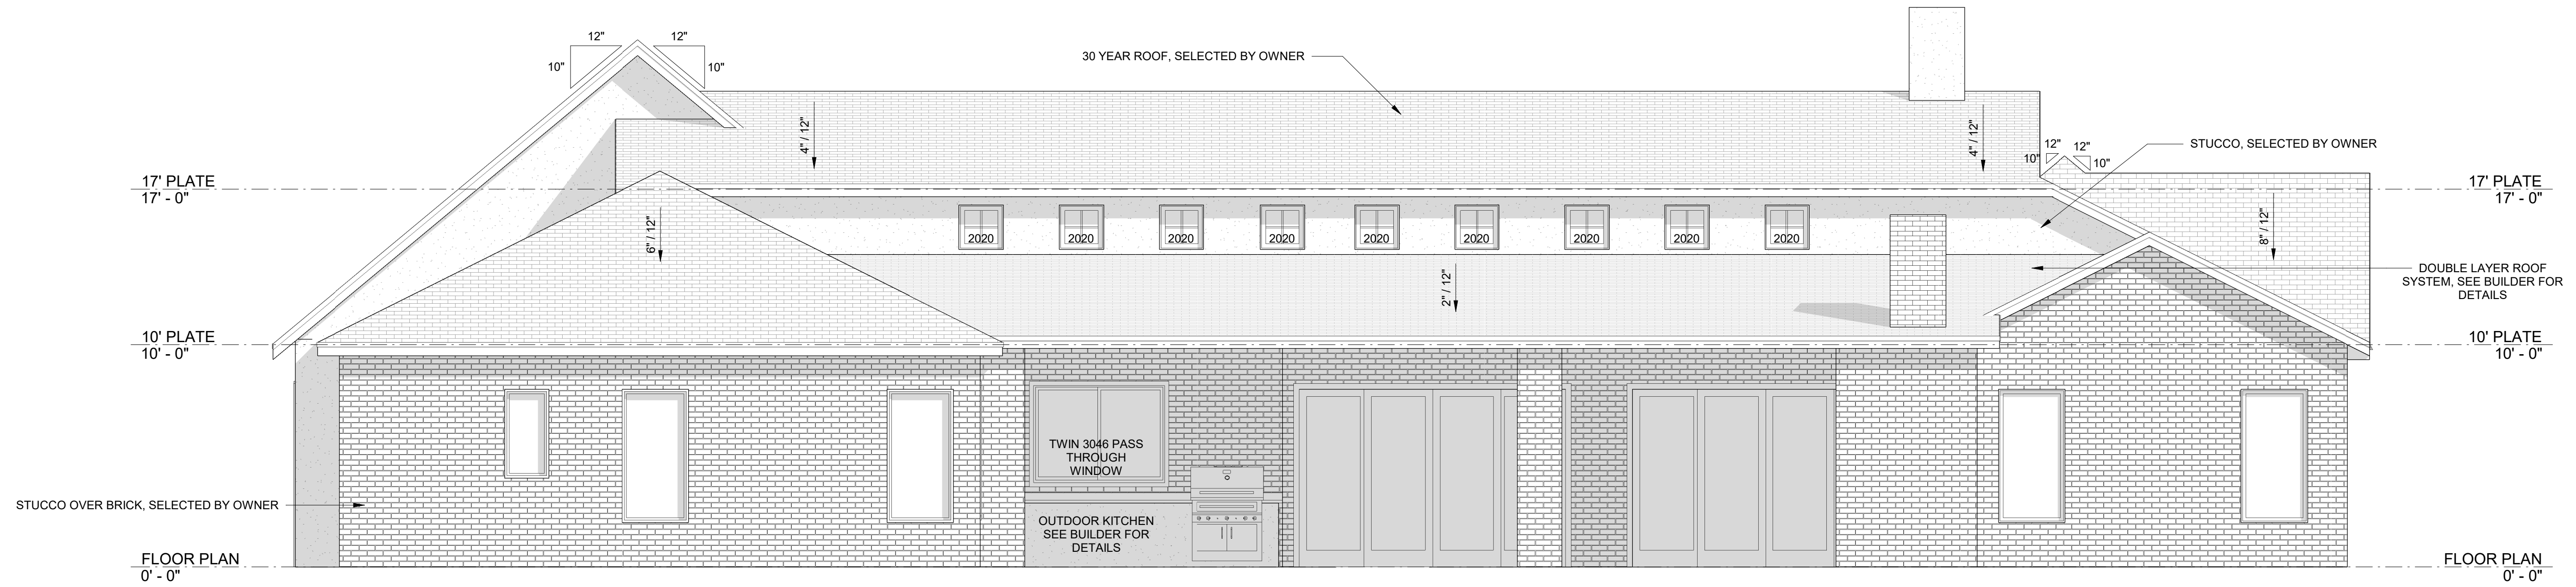 12"
12"
10"
10"
30 YEAR ROOF, SELECTED BY OWNER
4" / 12"
4" / 12"
STUCCO, SELECTED BY OWNER
12"
12"
10"
10"
17' PLATE
17' - 0"
17' PLATE
17' - 0"
6" / 12"
2020
2020
2020
2020
2020
2020
2020
2020
2020
8" / 12"
2" / 12"
DOUBLE LAYER ROOF
SYSTEM, SEE BUILDER FOR
DETAILS
10' PLATE
10' - 0"
10' PLATE
10' - 0"
TWIN 3046 PASS
THROUGH
WINDOW
STUCCO OVER BRICK, SELECTED BY OWNER
OUTDOOR KITCHEN
SEE BUILDER FOR
DETAILS
FLOOR PLAN
0' - 0"
FLOOR PLAN
0' - 0"